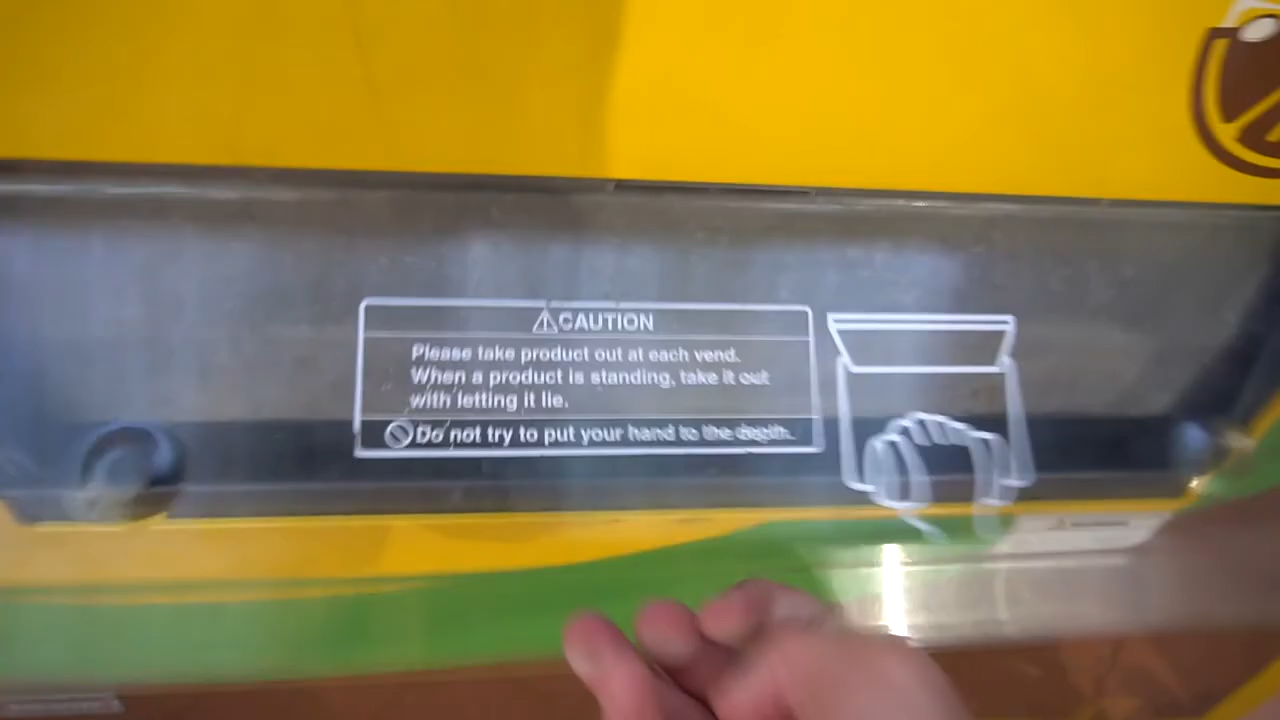 ⚠CAUTION
Please take product out at each vend.
When a product is standing, take it out
with letting it lie.
Do not try to put your hand to the depth.